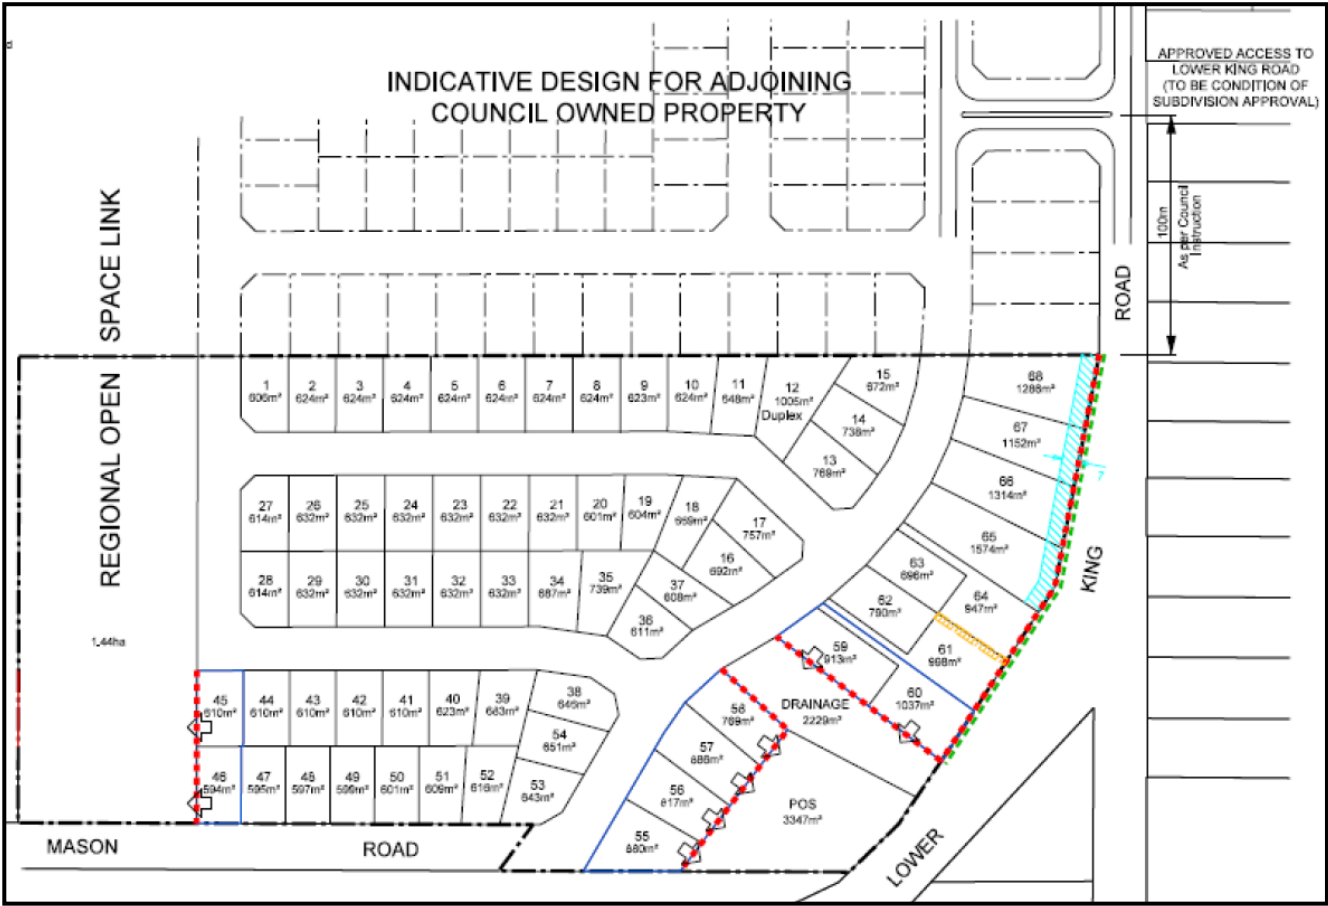 INDICATIVE DESIGN FOR ADJOINING
COUNCIL OWNED PROPERTY
APPROVED ACCESS TO
LOWER KING ROAD
(TO BE CONDITION OF
SUBDIVISION APPROVAL)
100m
As per Council
Instruction
ROAD
REGIONAL OPEN SPACE LINK
1
606m²
2
624m²
3
624m²
4
624m²
5
624m²
6
624m²
7
624m²
8
624m²
9
623m²
10
624m²
11
648m²
12
1005m²
Duplex
15
672m²
14
738m²
13
769m²
68
1288m²
67
1152m²
66
1314m²
65
1574m²
7
KING
27
614m²
26
632m²
25
632m²
24
632m²
23
632m²
22
632m²
21
632m²
20
601m²
19
604m²
18
669m²
17
757m²
16
692m²
28
614m²
29
632m²
30
632m²
31
632m²
32
632m²
33
632m²
34
687m²
35
739m²
37
608m²
36
611m²
63
696m²
62
790m²
64
947m²
61
998m²
59
913m²
60
1037m²
1.44ha
45
610m²
44
610m²
43
610m²
42
610m²
41
610m²
40
623m²
39
683m²
38
646m²
54
651m²
53
643m²
46
594m²
47
595m²
48
597m²
49
599m²
50
601m²
51
609m²
52
616m²
DRAINAGE
2229m²
58
769m²
57
56
817m²
55
880m²
POS
3347m²
MASON ROAD
LOWER